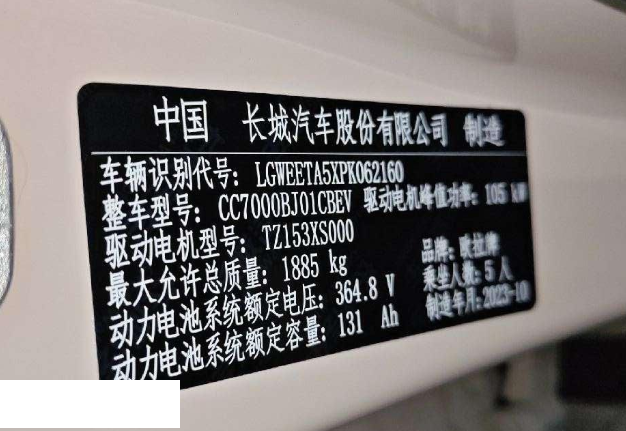 中国 长城汽车股份有限公司 制造
车辆识别代号: LGWEETA5XPK062160
整车型号: CC7000BJ01CBEV 驱动电机峰值功率: 105 kW
驱动电机型号: TZ153XS000 品牌: 欧拉牌
最大允许总质量: 1885 kg 乘坐人数: 5人
动力电池系统额定电压: 364.8 V 制造年月: 2023-10
动力电池系统额定容量: 131 Ah